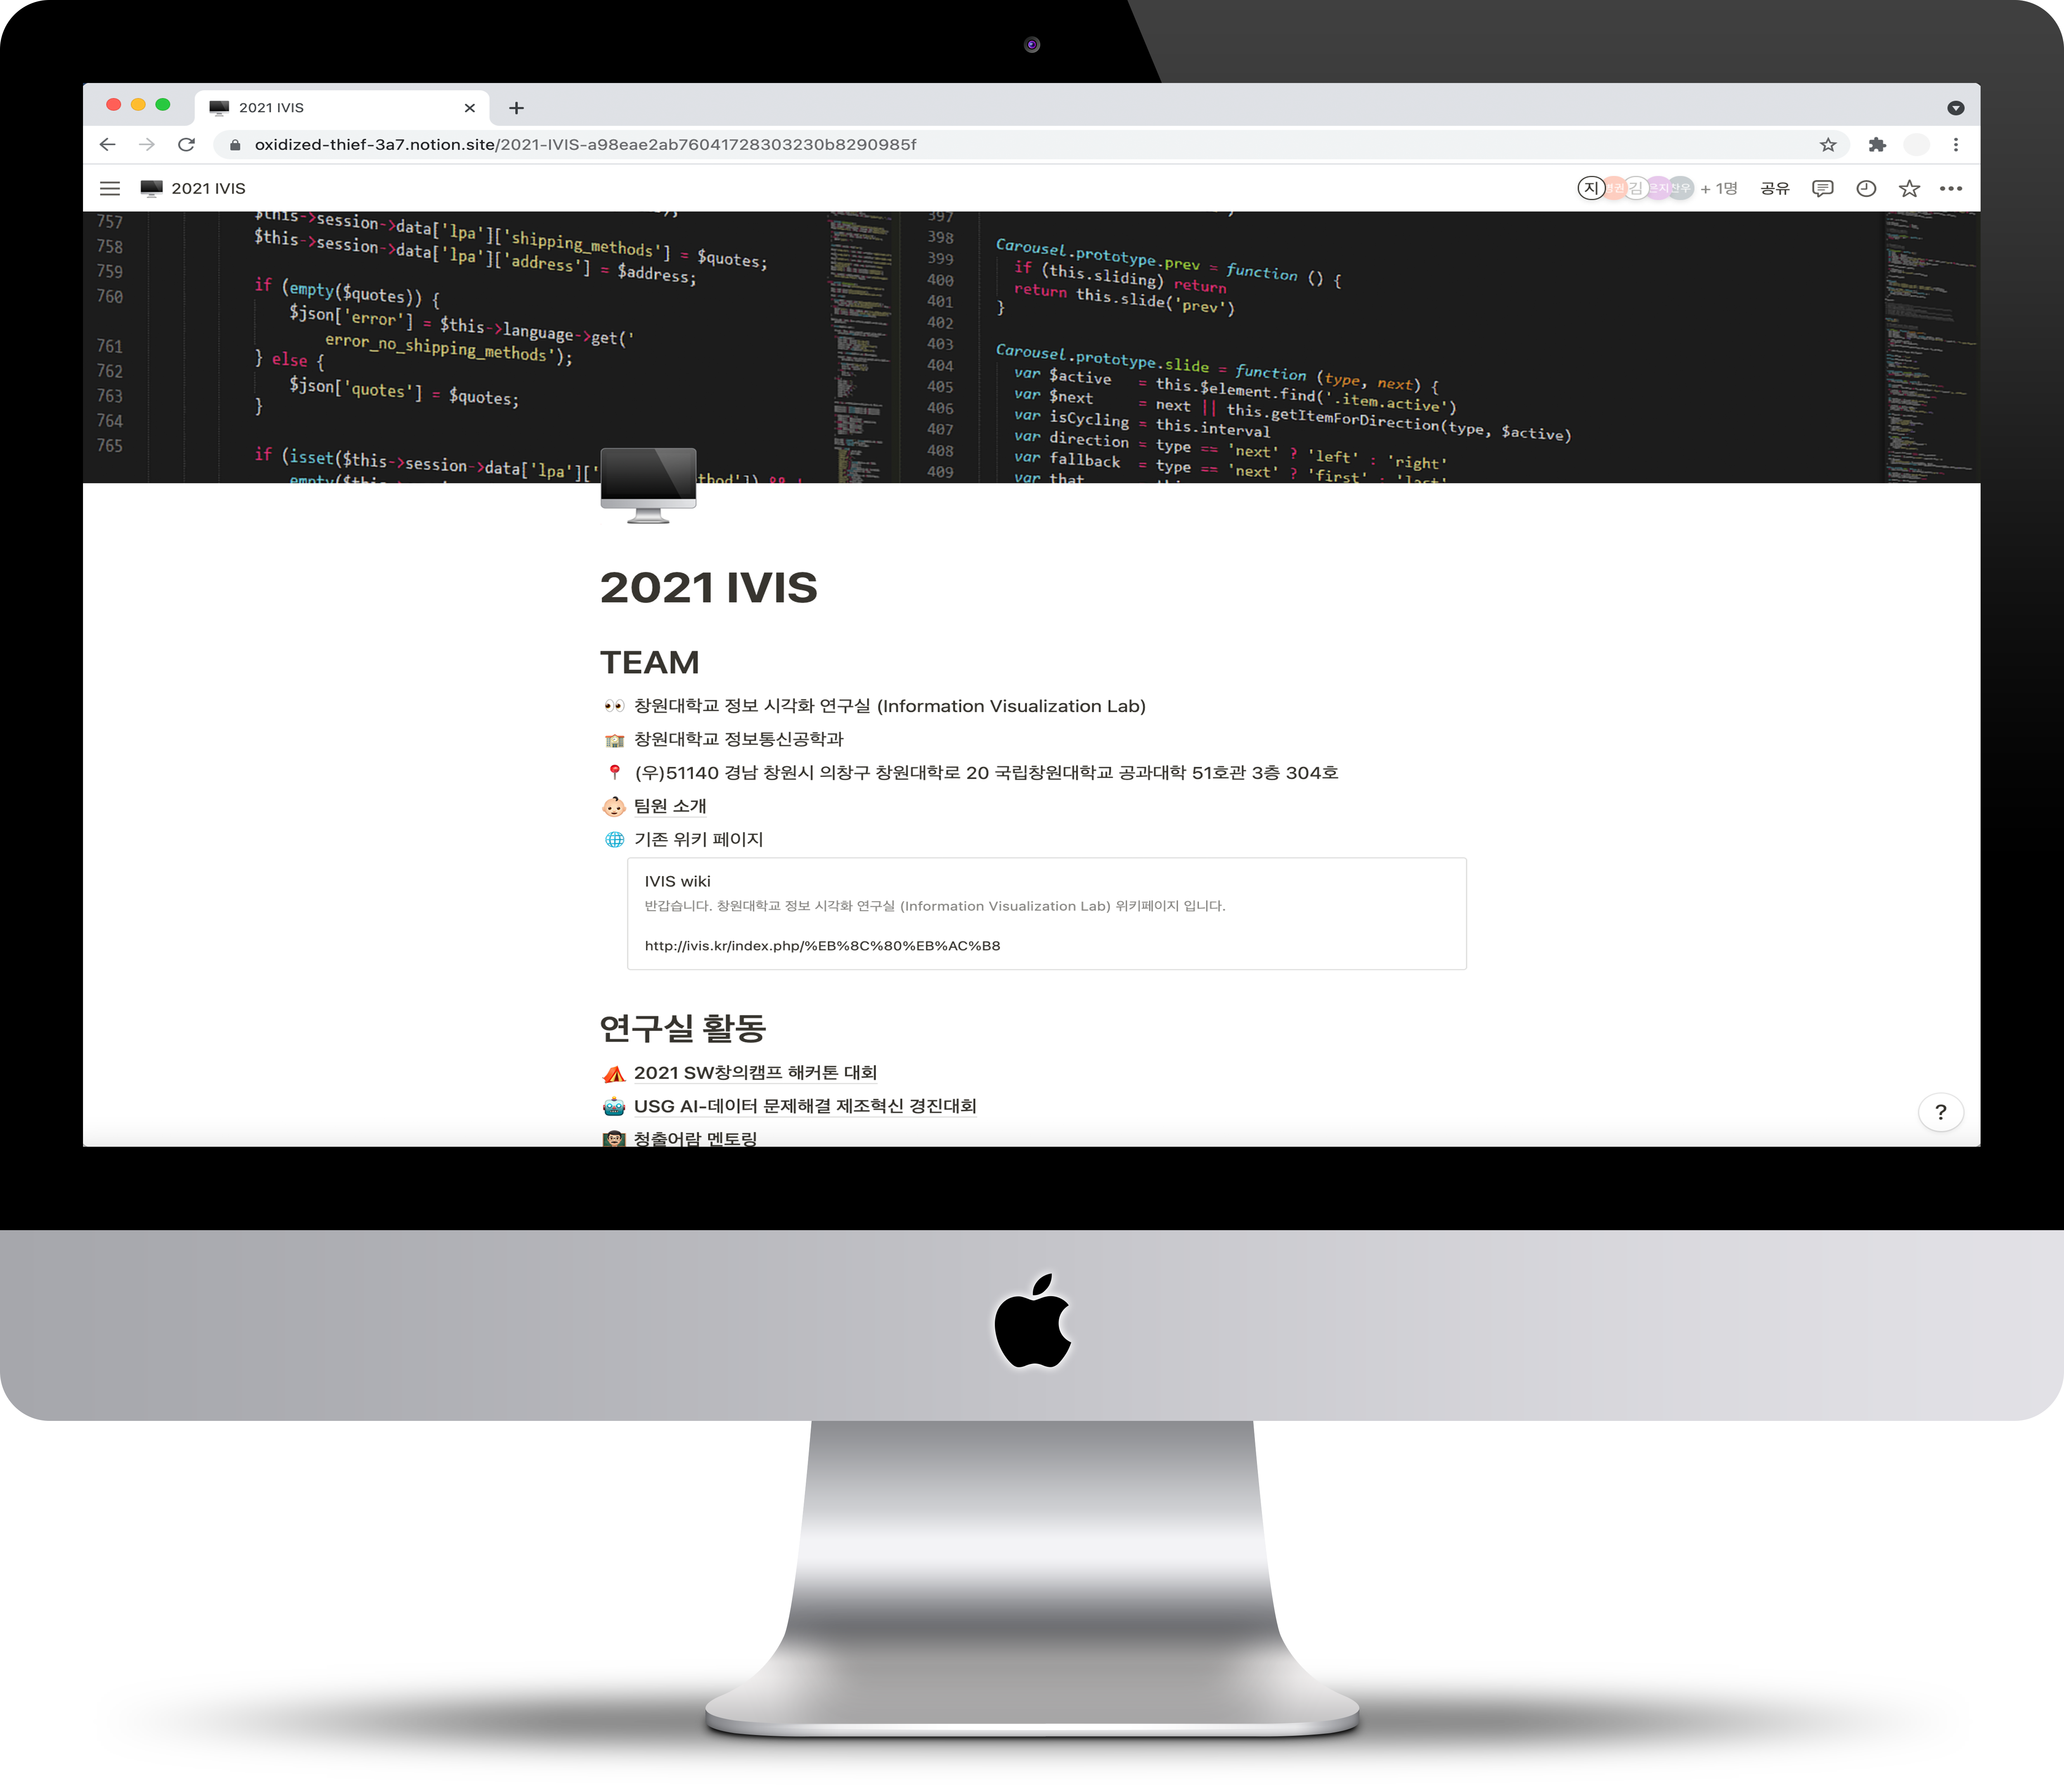 2021 IVIS
oxidized-thief-3a7.notion.site/2021-IVIS-a98eae2ab76041728303230b8290985f
2021 IVIS
지 김 은지 찬우 + 1명 공유
757 $this->session->data['lpa']['shipping_methods'] = $quotes;
758 $this->session->data['lpa']['address'] = $address;
759
760 if (empty($quotes)) {
$json['error'] = $this->language->get('
error_no_shipping_methods');
761 } else {
762 $json['quotes'] = $quotes;
763 }
764
765 if (isset($this->session->data['lpa']['
thod']) &&
397
398 Carousel.prototype.prev = function () {
399 if (this.sliding) return
400 return this.slide('prev')
401 }
402
403 Carousel.prototype.slide = function (type, next) {
404 var $active = this.$element.find('.item.active')
405 var $next = next || this.getItemForDirection(type, $active)
406 var isCycling = this.interval
407 var direction = type == 'next' ? 'left' : 'right'
408 var fallback = type == 'next' ? 'first' : 'last'
409 var that
2021 IVIS
TEAM
👀 창원대학교 정보 시각화 연구실 (Information Visualization Lab)
🏫 창원대학교 정보통신공학과
📍 (우)51140 경남 창원시 의창구 창원대학로 20 국립창원대학교 공과대학 51호관 3층 304호
👶 팀원 소개
🌐 기존 위키 페이지
IVIS wiki
반갑습니다. 창원대학교 정보 시각화 연구실 (Information Visualization Lab) 위키페이지 입니다.
http://ivis.kr/index.php/%EB%8C%80%EB%AC%B8
연구실 활동
⛺ 2021 SW창의캠프 해커톤 대회
🤖 USG AI-데이터 문제해결 제조혁신 경진대회
👨‍🏫 청출어람 멘토링
?